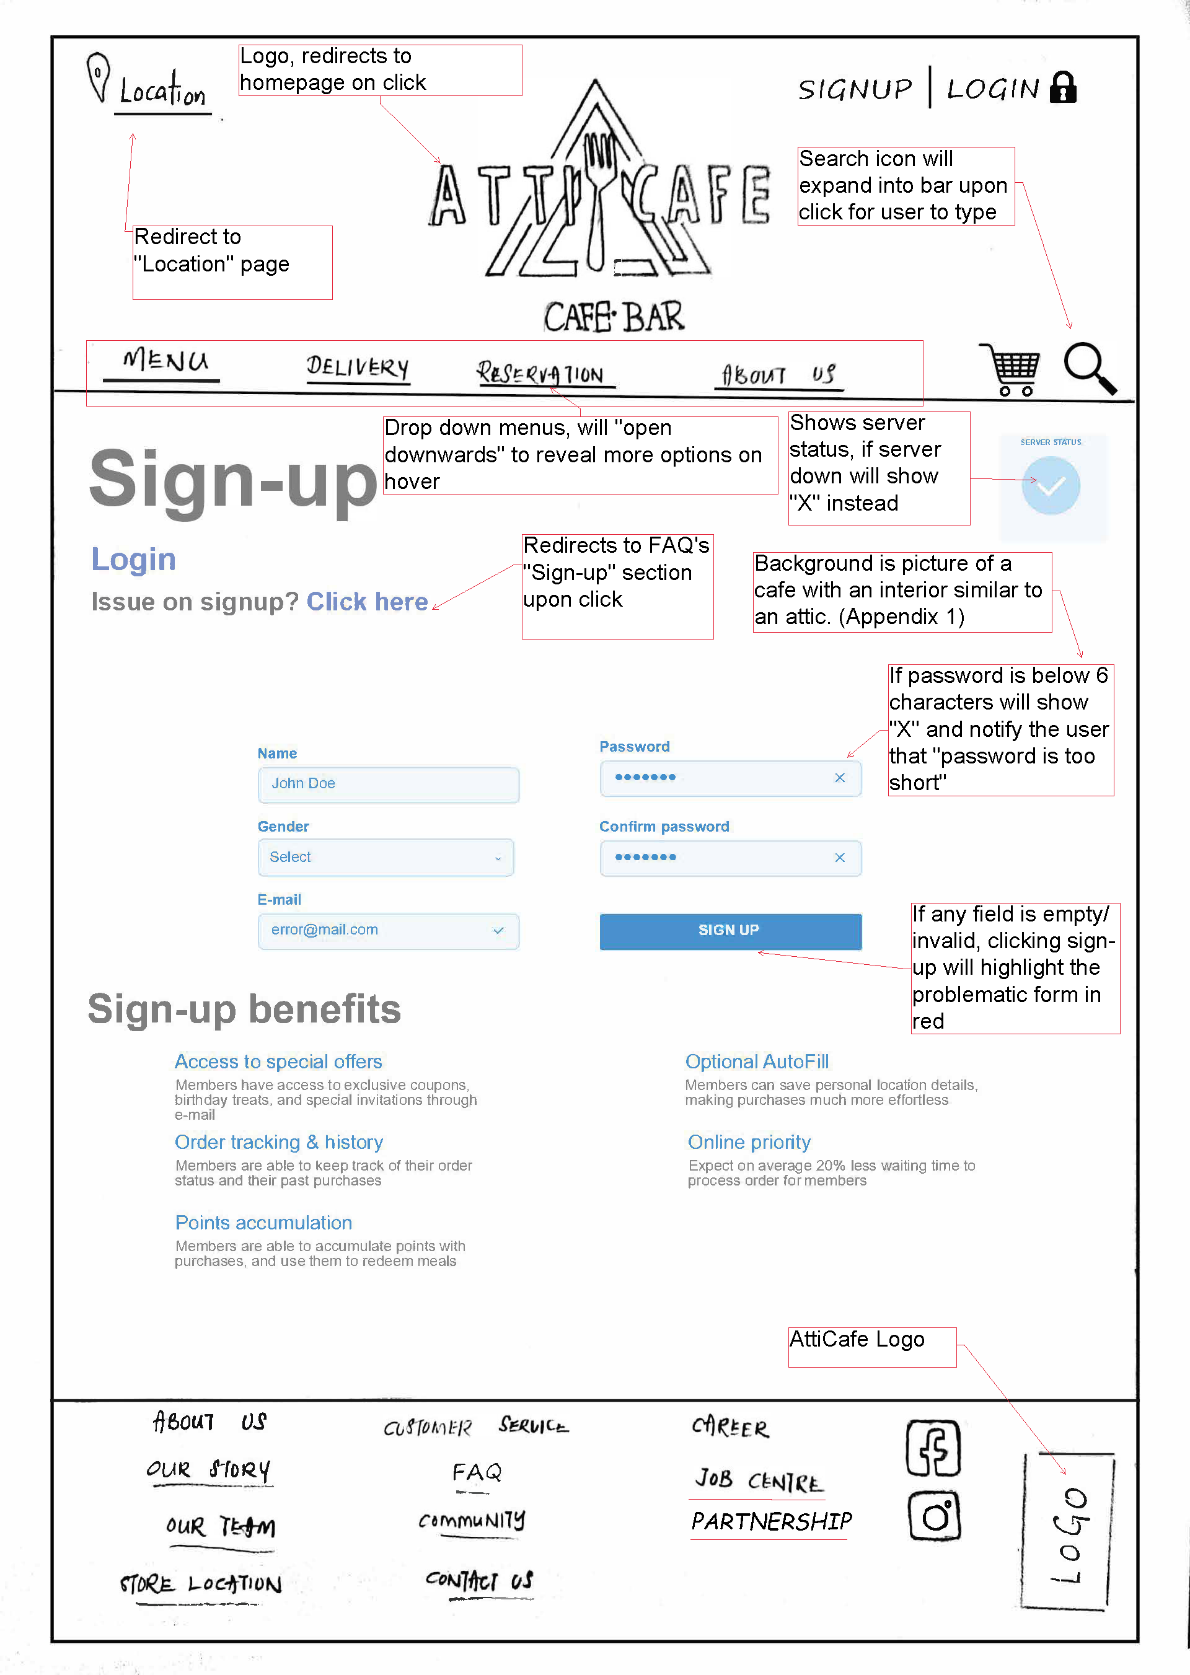 Location
Logo, redirects to
homepage on click
SIGNUP | LOGIN
Search icon will
expand into bar upon
click for user to type
Redirect to
"Location" page
ATTICAFE
CAFE·BAR
MENU
DELIVERY
RESERVATION
ABOUT US
Drop down menus, will "open
downwards" to reveal more options on
hover
Shows server
status, if server
down will show
"X" instead
SERVER STATUS
Sign-up
Login
Issue on signup? Click here
Redirects to FAQ's
"Sign-up" section
upon click
Background is picture of a
cafe with an interior similar to
an attic. (Appendix 1)
If password is below 6
characters will show
"X" and notify the user
that "password is too
short"
Name
John Doe
Gender
Select
E-mail
error@mail.com
Password
Confirm password
SIGN UP
If any field is empty/
invalid, clicking sign-
up will highlight the
problematic form in
red
Sign-up benefits
Access to special offers
Members have access to exclusive coupons,
birthday treats, and special invitations through
e-mail
Order tracking & history
Members are able to keep track of their order
status and their past purchases
Points accumulation
Members are able to accumulate points with
purchases, and use them to redeem meals
Optional AutoFill
Members can save personal location details,
making purchases much more effortless
Online priority
Expect on average 20% less waiting time to
process order for members
AttiCafe Logo
ABOUT US
OUR STORY
OUR TEAM
STORE LOCATION
CUSTOMER SERVICE
FAQ
COMMUNITY
CONTACT US
CAREER
JOB CENTRE
PARTNERSHIP
LOGO